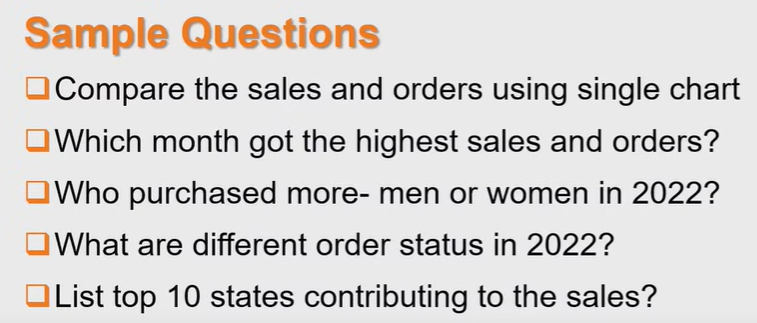 Sample Questions
Compare the sales and orders using single chart
Which month got the highest sales and orders?
Who purchased more- men or women in 2022?
What are different order status in 2022?
List top 10 states contributing to the sales?